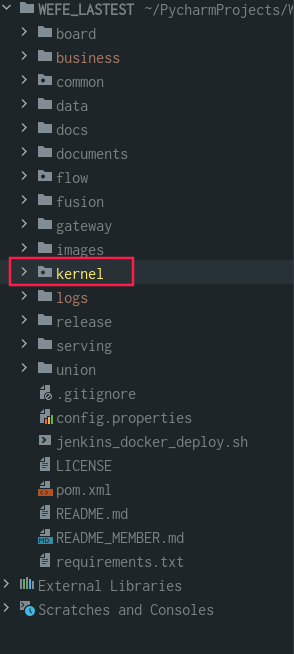 WEFE_LASTEST ~/PycharmProjects/W
board
business
common
data
docs
documents
flow
fusion
gateway
images
kernel
logs
release
serving
union
.gitignore
config.properties
jenkins_docker_deploy.sh
LICENSE
pom.xml
README.md
README_MEMBER.md
requirements.txt
External Libraries
Scratches and Consoles